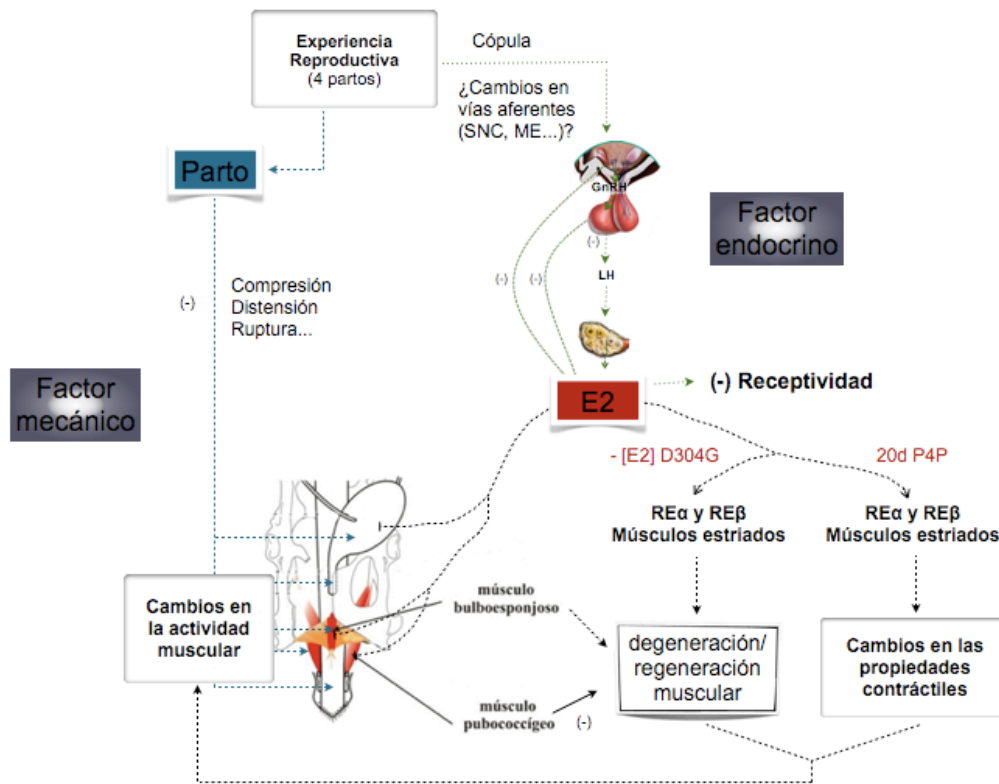 Experiencia
Reproductiva
(4 partos)
Cópula
¿Cambios en
vías aferentes
(SNC, ME...)?
Parto
GnRH
Factor
endocrino
(-)
LH
(-)
(-)
(-)
Compresión
Distensión
Ruptura...
Factor
mecánico
E2
(-) Receptividad
- [E2] D304G
20d P4P
REα y REβ
Músculos estriados
REα y REβ
Músculos estriados
Cambios en
la actividad
muscular
músculo
bulboesponjoso
degeneración/
regeneración
muscular
Cambios en las
propiedades
contráctiles
músculo
pubococcígeo
(-)